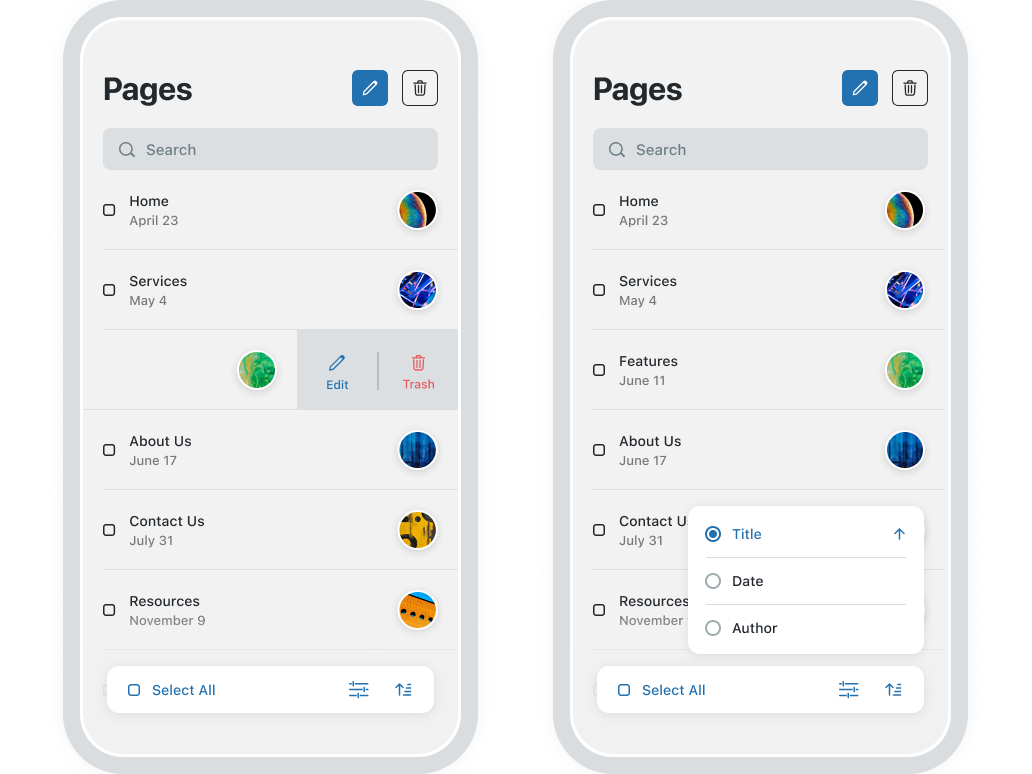 Pages
Search
Home
April 23
Services
May 4
Edit
Trash
About Us
June 17
Contact Us
July 31
Resources
November 9
Select All
Pages
Search
Home
April 23
Services
May 4
Features
June 11
About Us
June 17
Contact U
July 31
Resources
November
Title
Date
Author
Select All